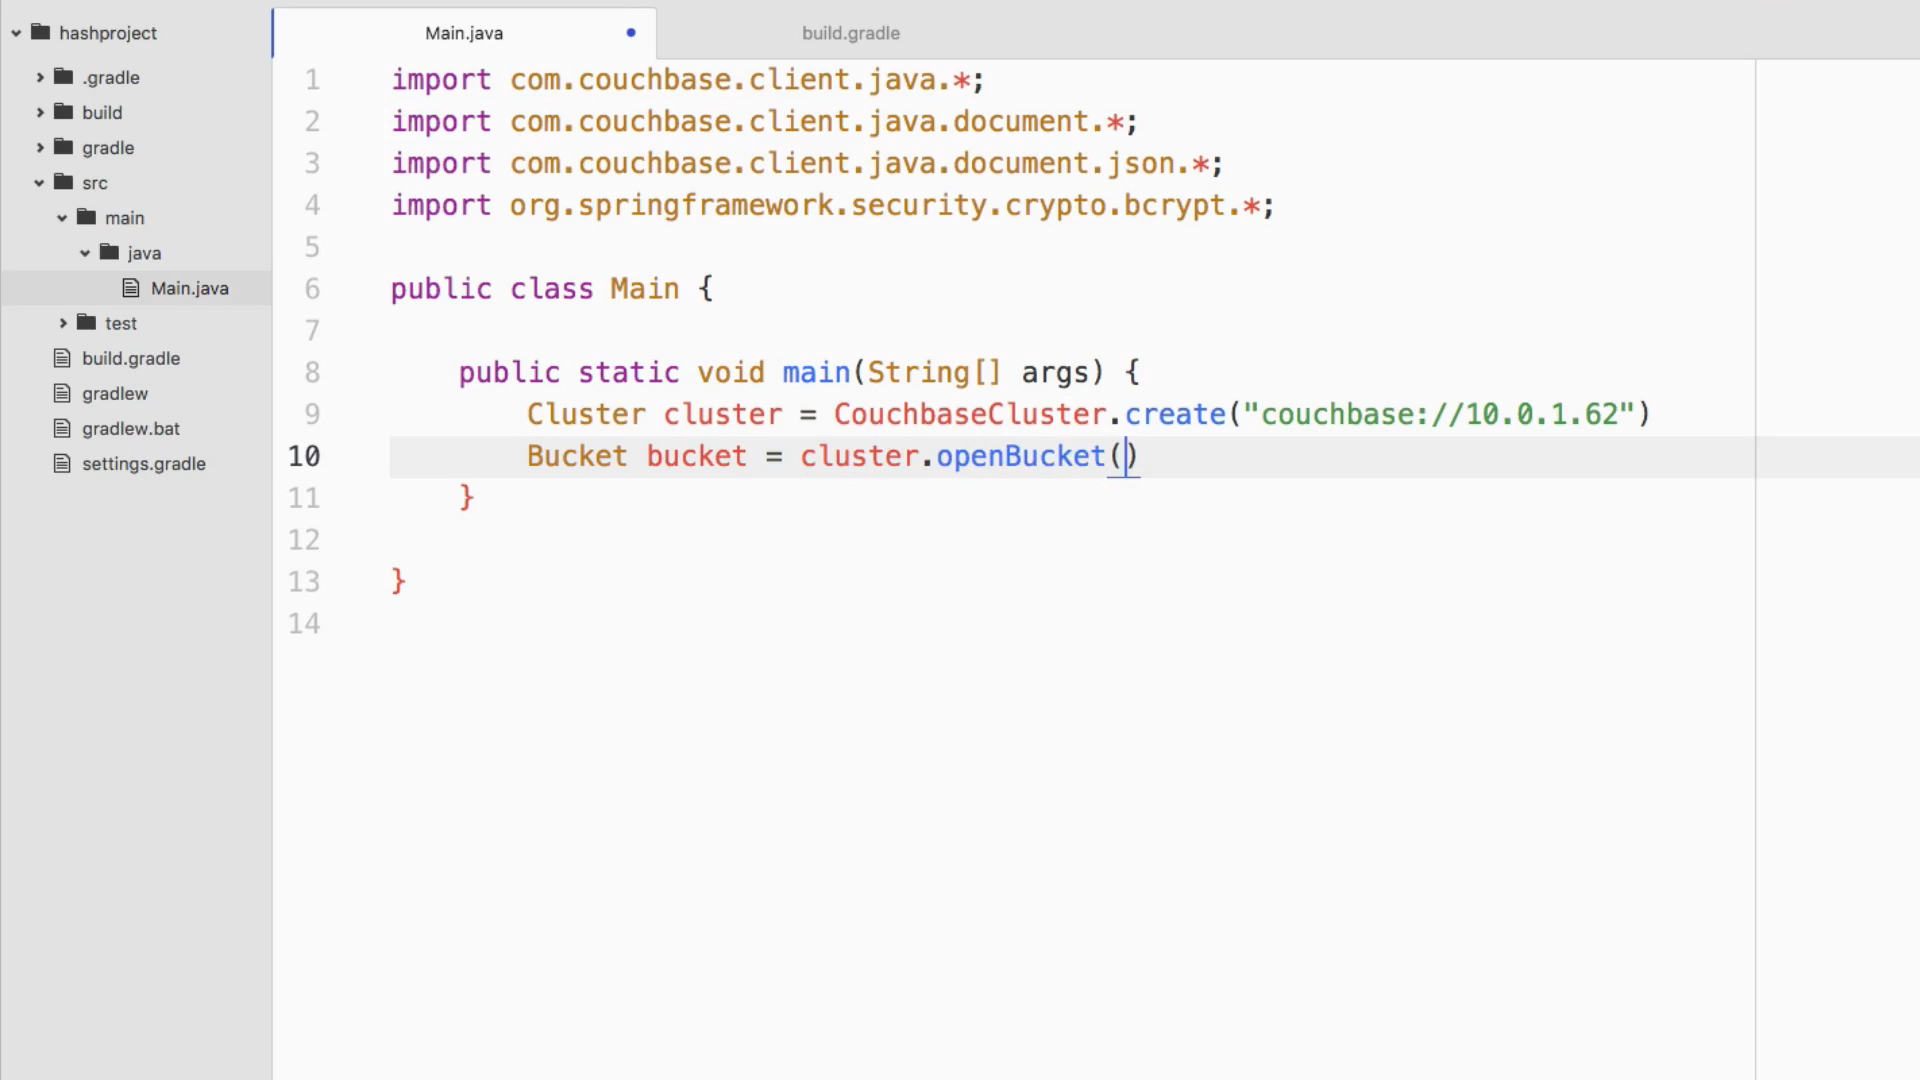 hashproject
.gradle
build
gradle
src
main
java
Main.java
test
build.gradle
gradlew
gradlew.bat
settings.gradle
Main.java
build.gradle
1 import com.couchbase.client.java.*;
2 import com.couchbase.client.java.document.*;
3 import com.couchbase.client.java.document.json.*;
4 import org.springframework.security.crypto.bcrypt.*;
5
6 public class Main {
7
8     public static void main(String[] args) {
9         Cluster cluster = CouchbaseCluster.create("couchbase://10.0.1.62")
10         Bucket bucket = cluster.openBucket()
11     }
12
13 }
14